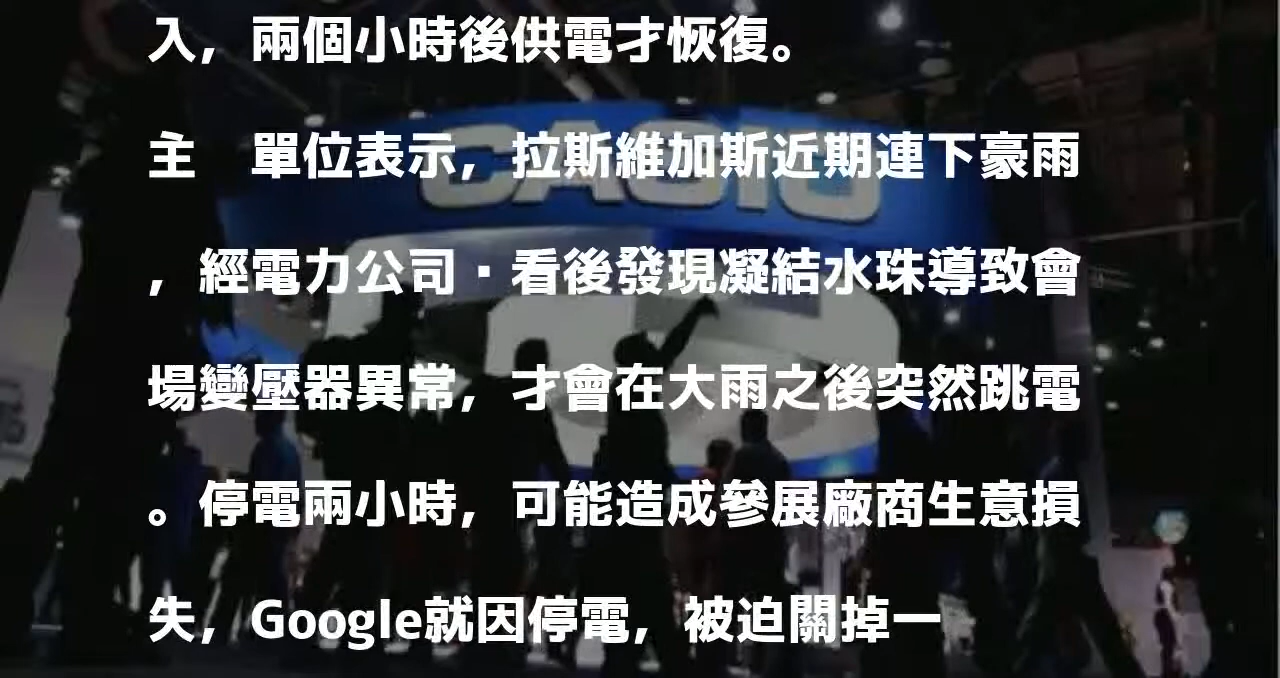 入，兩個小時後供電才恢復。
主　單位表示，拉斯維加斯近期連下豪雨
，經電力公司·看後發現凝結水珠導致會
場變壓器異常，才會在大雨之後突然跳電
。停電兩小時，可能造成參展廠商生意損
失，Google就因停電，被迫關掉一
CASIO